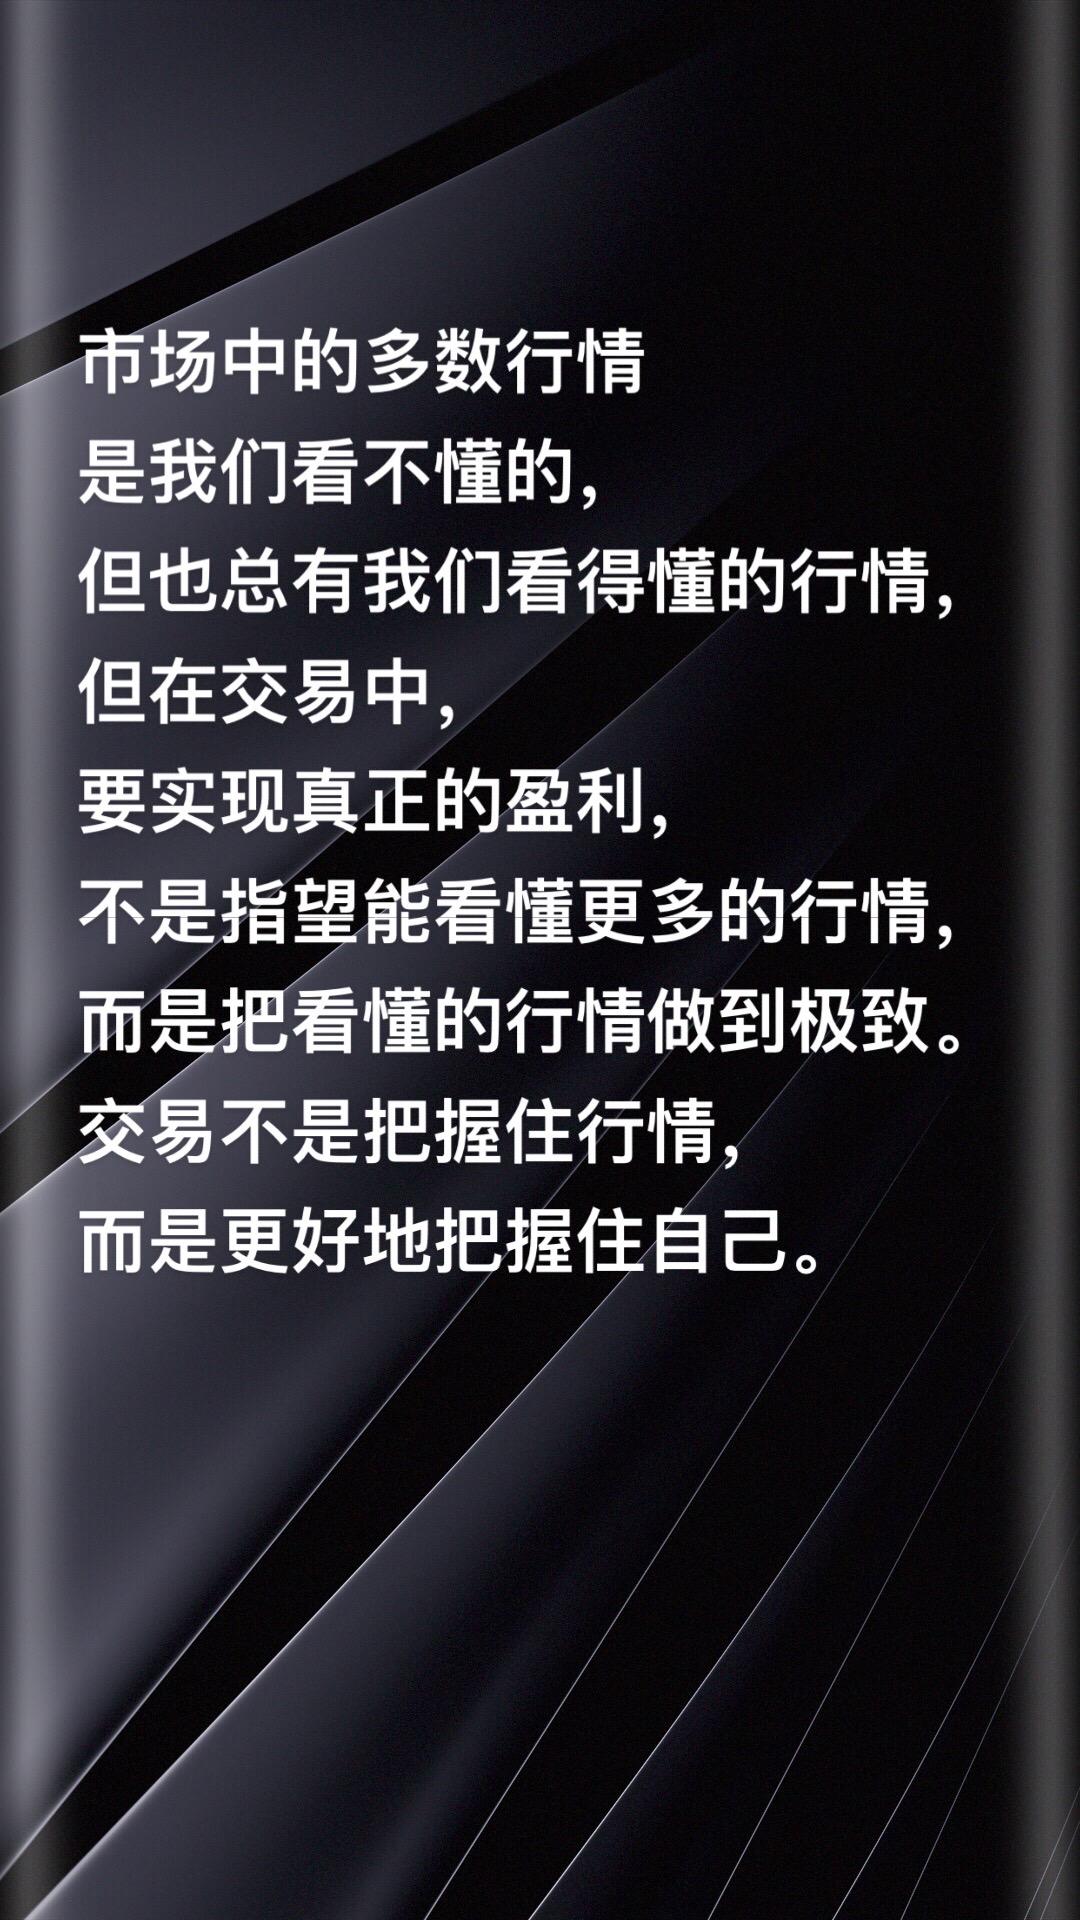 市场中的多数行情
是我们看不懂的，
但也总有我们看得懂的行情，
但在交易中，
要实现真正的盈利，
不是指望能看懂更多的行情，
而是把看懂的行情做到极致。
交易不是把握住行情，
而是更好地把握住自己。